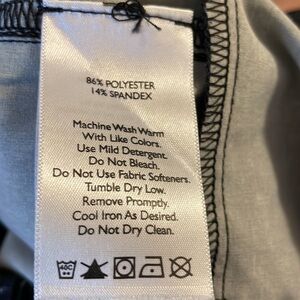 86% POLYESTER
14% SPANDEX
Machine Wash Warm
With Like Colors.
Use Mild Detergent.
Do Not Bleach.
Do Not Use Fabric Softeners.
Tumble Dry Low.
Remove Promptly.
Cool Iron As Desired.
Do Not Dry Clean.
40C